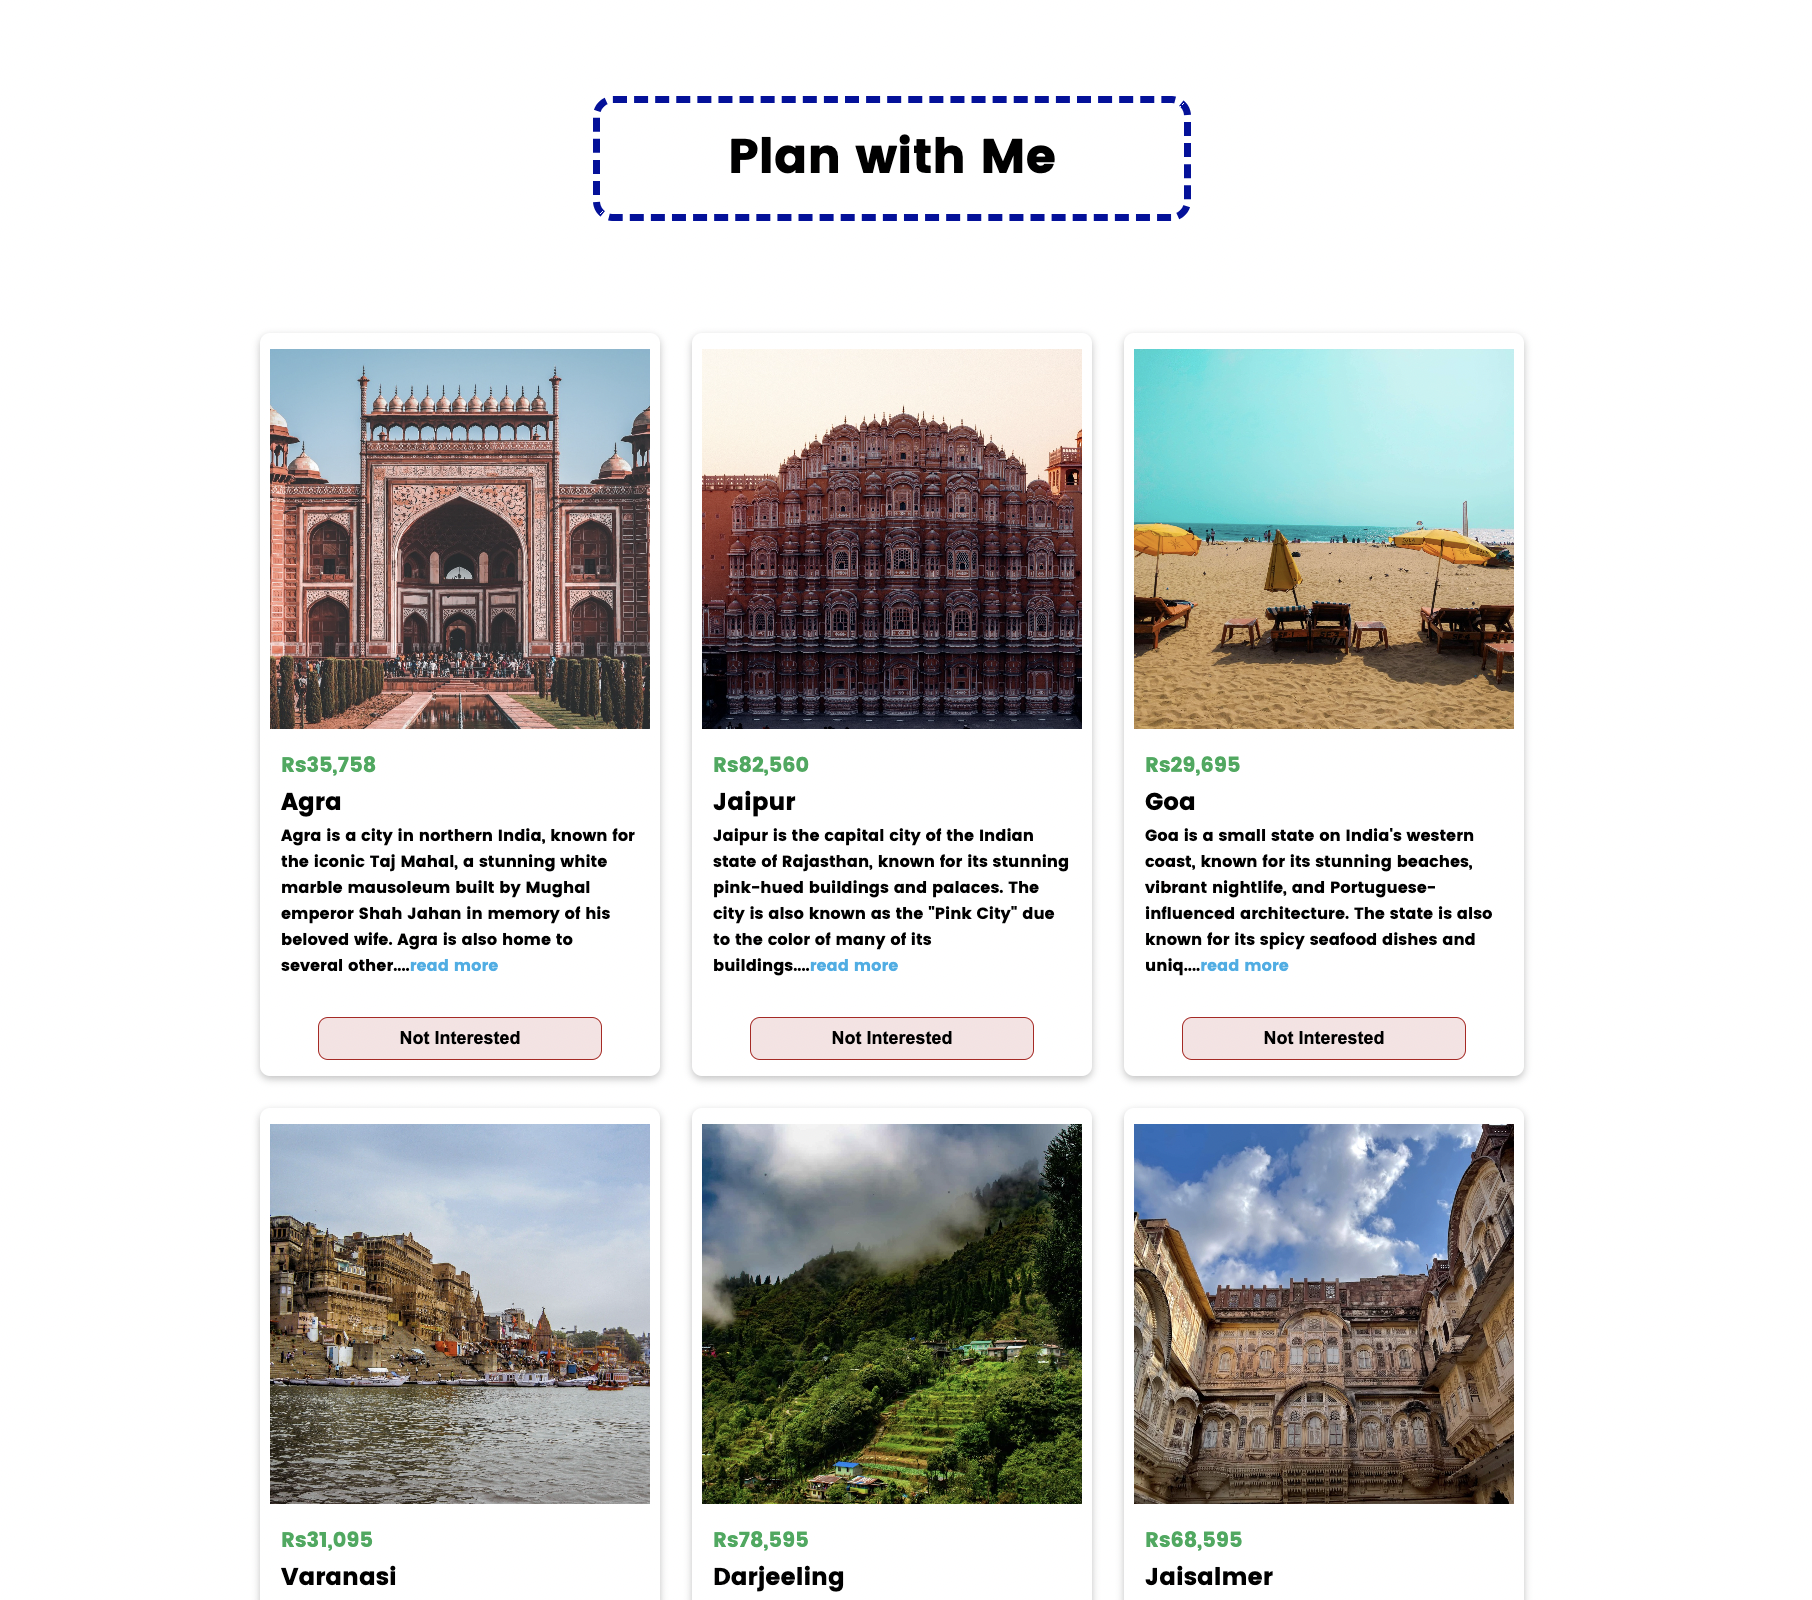 Plan with Me
Rs35,758
Agra
Agra is a city in northern India, known for
the iconic Taj Mahal, a stunning white
marble mausoleum built by Mughal
emperor Shah Jahan in memory of his
beloved wife. Agra is also home to
several other....read more
Not Interested
Rs82,560
Jaipur
Jaipur is the capital city of the Indian
state of Rajasthan, known for its stunning
pink-hued buildings and palaces. The
city is also known as the "Pink City" due
to the color of many of its
buildings....read more
Not Interested
Rs29,695
Goa
Goa is a small state on India's western
coast, known for its stunning beaches,
vibrant nightlife, and Portuguese-
influenced architecture. The state is also
known for its spicy seafood dishes and
uniq....read more
Not Interested
Rs31,095
Varanasi
Rs78,595
Darjeeling
Rs68,595
Jaisalmer